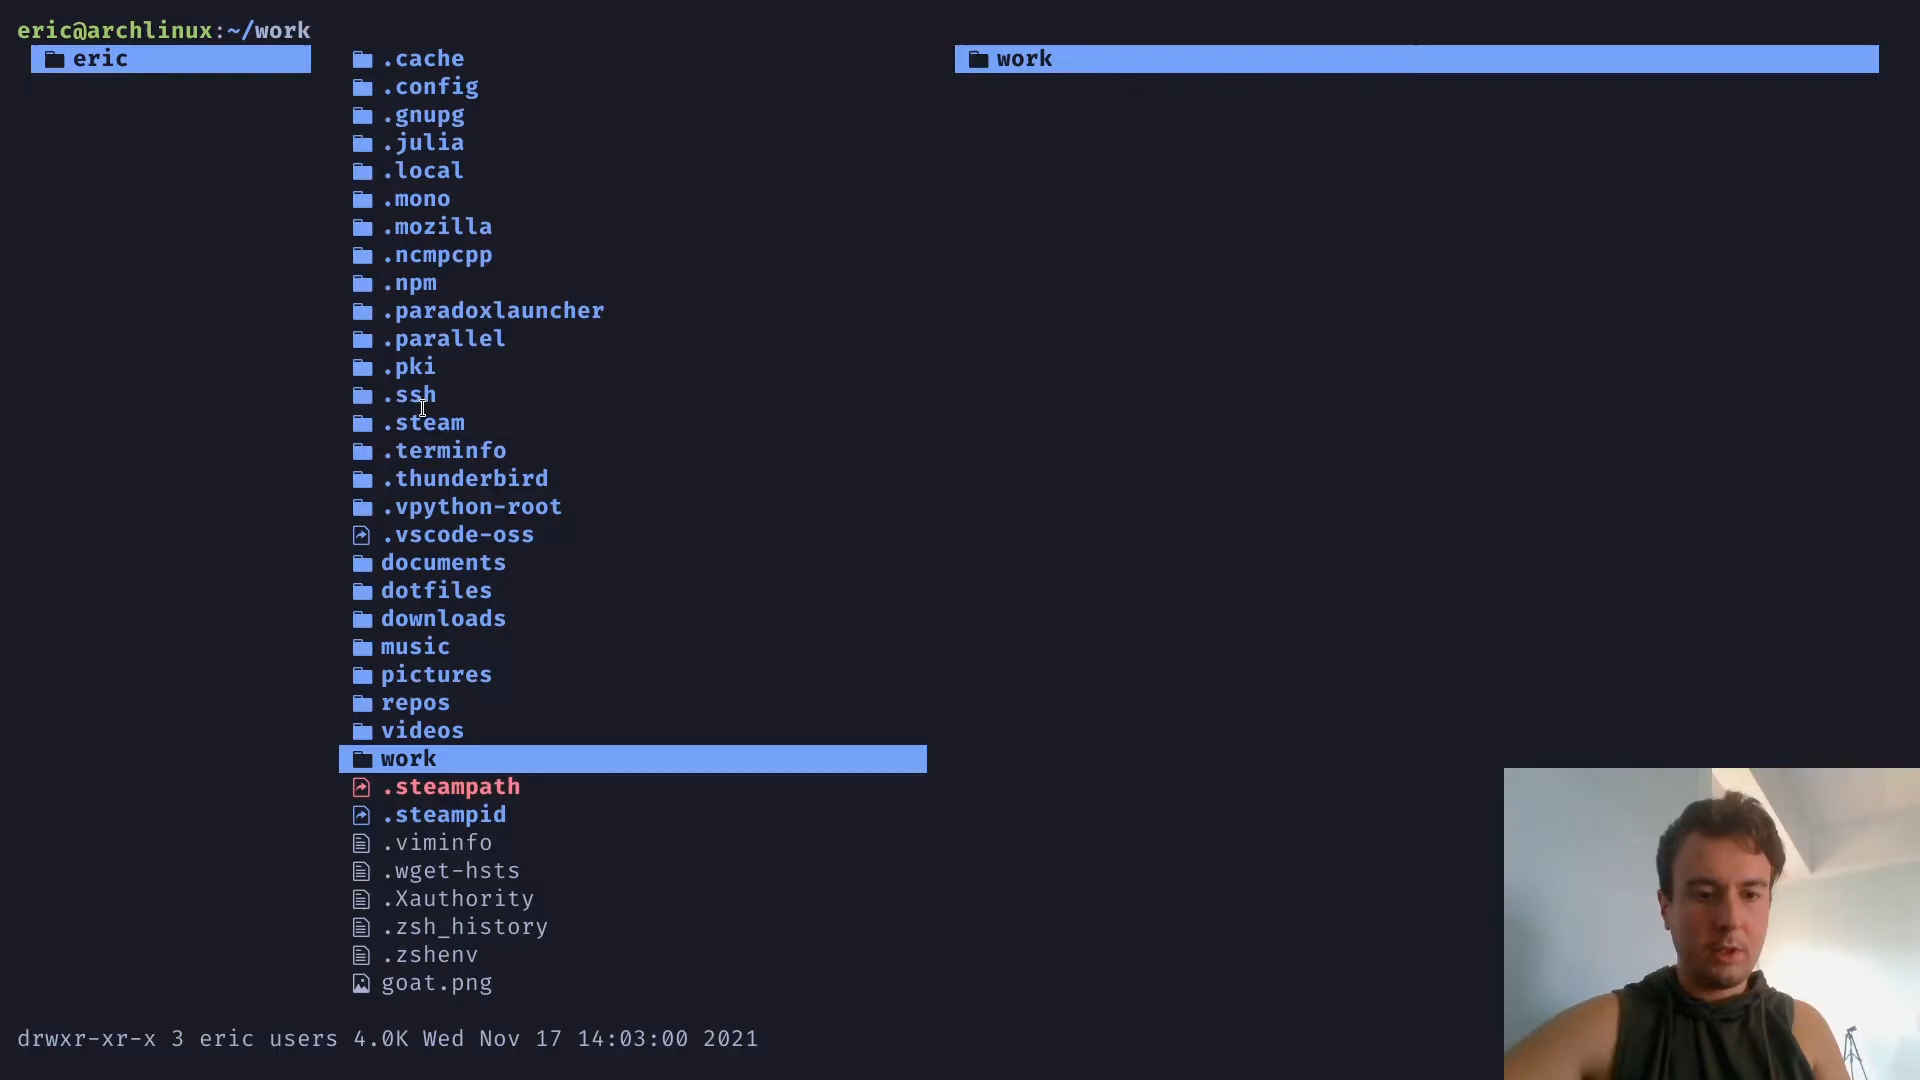 eric@archlinux:~/work
eric
.cache
.config
.gnupg
.julia
.local
.mono
.mozilla
.ncmpcpp
.npm
.paradoxlauncher
.parallel
.pki
.ssh
.steam
.terminfo
.thunderbird
.vpython-root
.vscode-oss
documents
dotfiles
downloads
music
pictures
repos
videos
work
.steampath
.steampid
.viminfo
.wget-hsts
.Xauthority
.zsh_history
.zshenv
goat.png
work
drwxr-xr-x 3 eric users 4.0K Wed Nov 17 14:03:00 2021